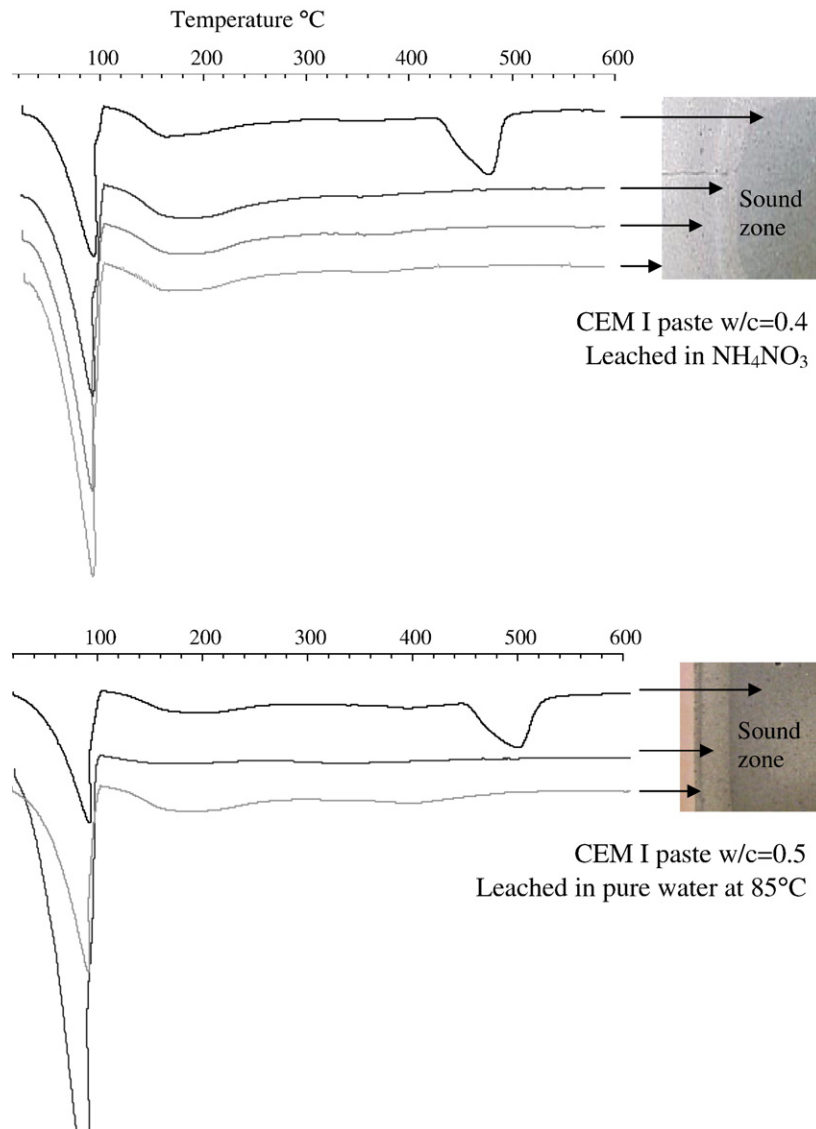 Temperature °C
100 200 300 400 500 600
Sound
zone
CEM I paste w/c=0.4
Leached in NH₄NO₃
100 200 300 400 500 600
Sound
zone
CEM I paste w/c=0.5
Leached in pure water at 85°C